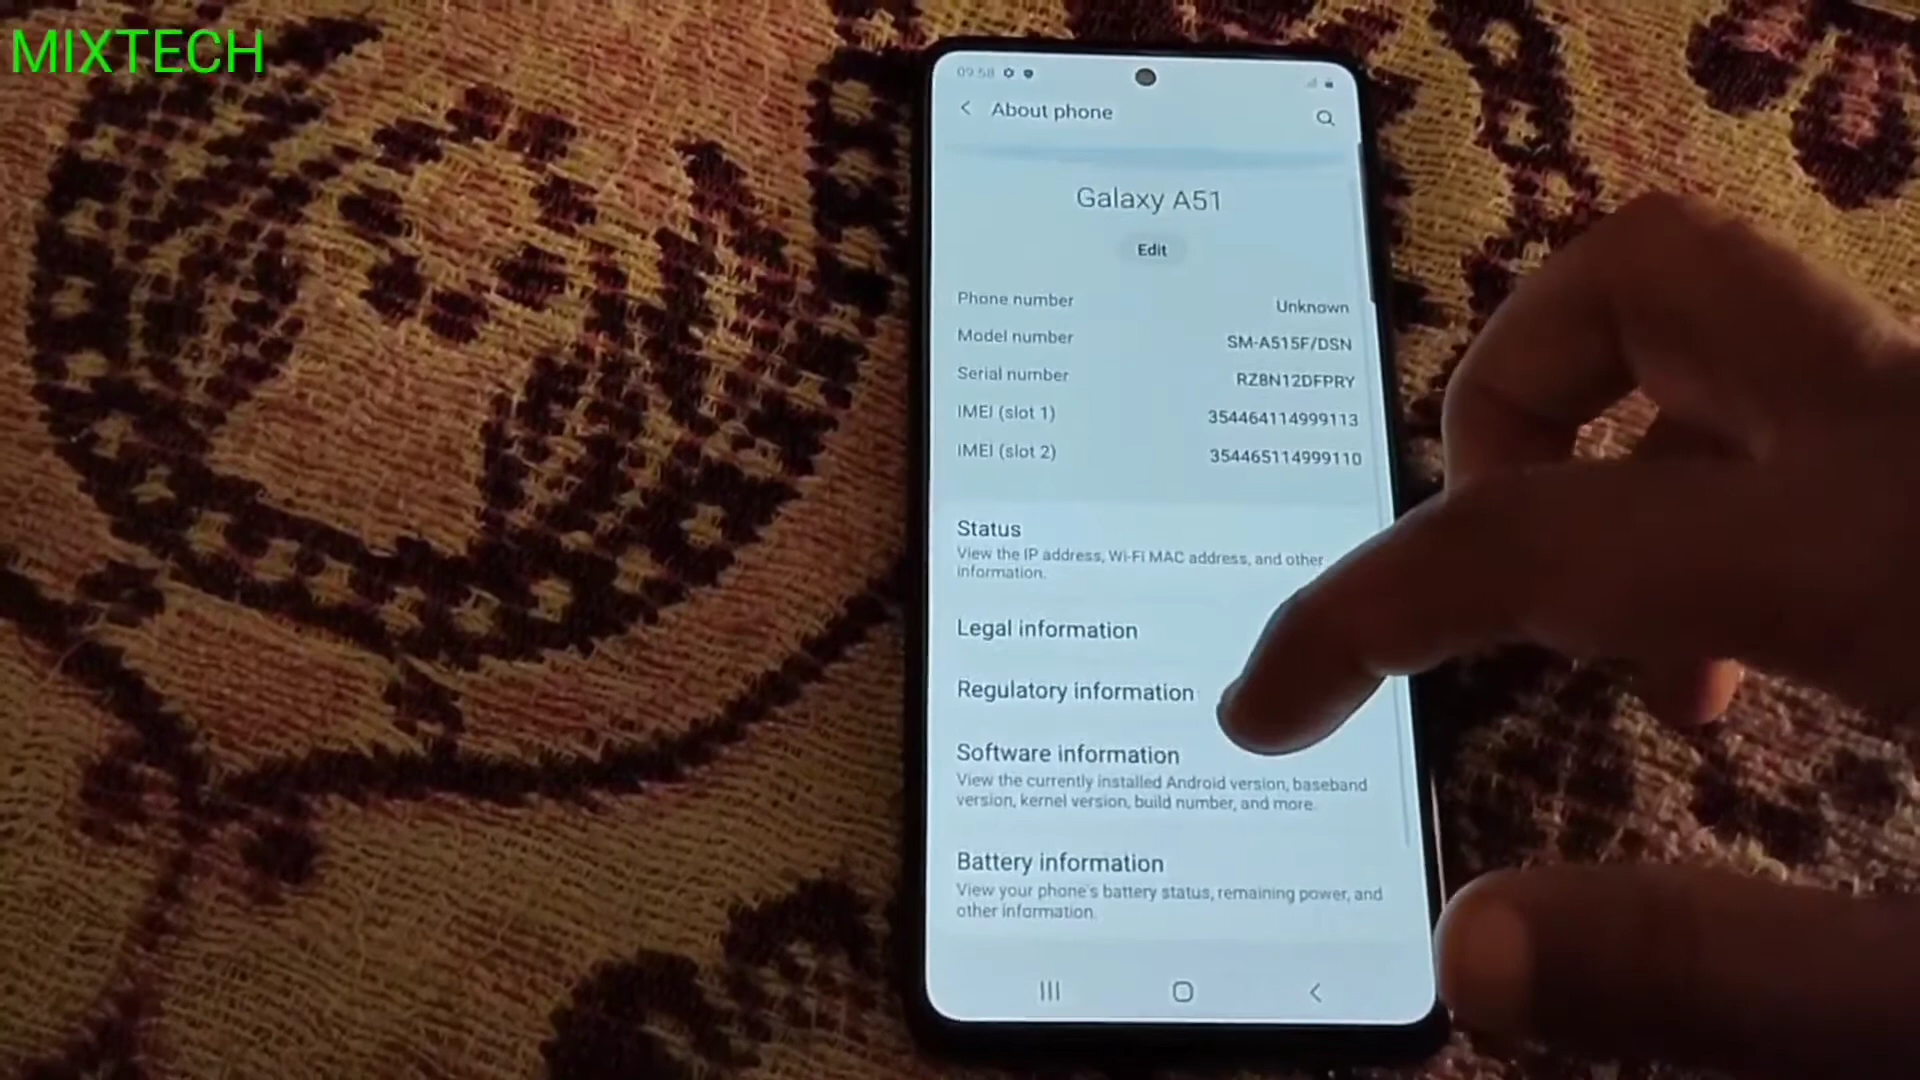 MIXTECH
09:58
About phone
Galaxy A51
Edit
Phone number Unknown
Model number SM-A515F/DSN
Serial number RZ8N12DFPRY
IMEI (slot 1) 354464114999113
IMEI (slot 2) 354465114999110
Status
View the IP address, Wi-Fi MAC address, and other
information.
Legal information
Regulatory information
Software information
View the currently installed Android version, baseband
version, kernel version, build number, and more.
Battery information
View your phone's battery status, remaining power, and
other information.